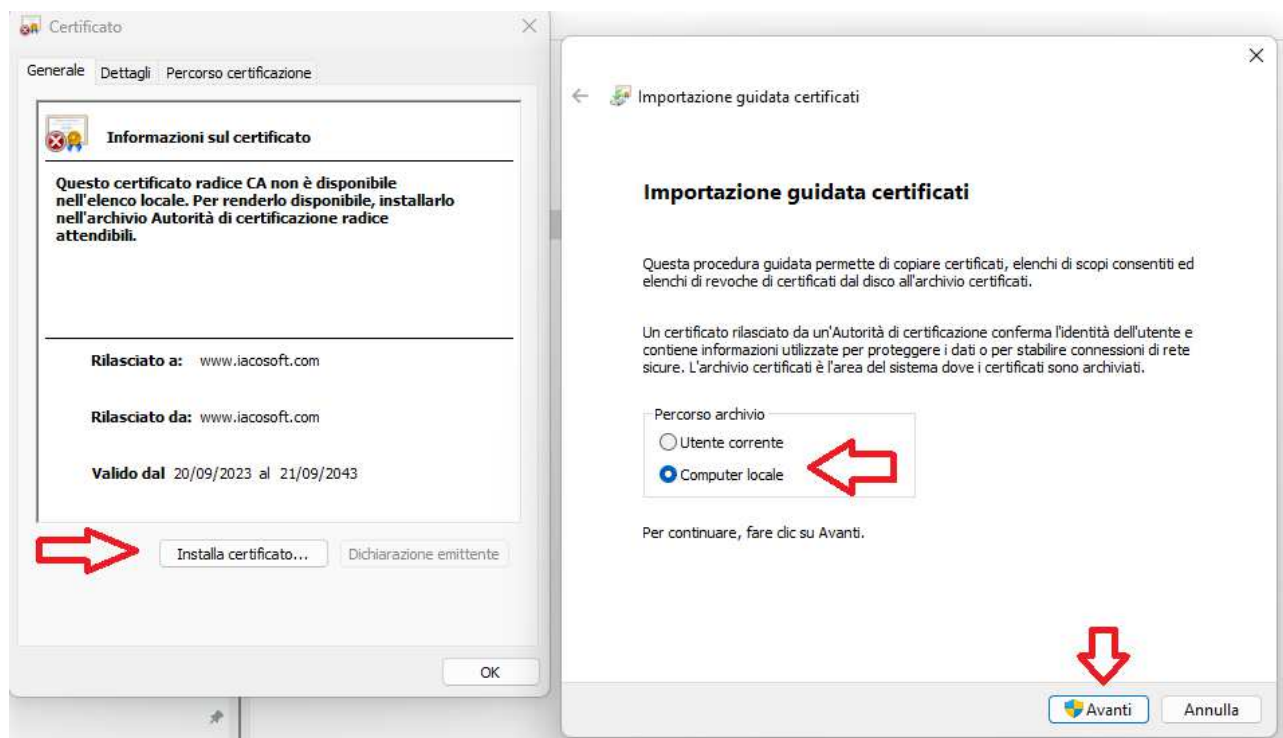 Certificato
Generale Dettagli Percorso certificazione
Informazioni sul certificato
Questo certificato radice CA non è disponibile
nell'elenco locale. Per renderlo disponibile, installarlo
nell'archivio Autorità di certificazione radice
attendibili.
Rilasciato a: www.iacosoft.com
Rilasciato da: www.iacosoft.com
Valido dal 20/09/2023 al 21/09/2043
Installa certificato... Dichiarazione emittente
OK
Importazione guidata certificati
Importazione guidata certificati
Questa procedura guidata permette di copiare certificati, elenchi di scopi consentiti ed
elenchi di revoche di certificati dal disco all'archivio certificati.
Un certificato rilasciato da un'Autorità di certificazione conferma l'identità dell'utente e
contiene informazioni utilizzate per proteggere i dati o per stabilire connessioni di rete
sicure. L'archivio certificati è l'area del sistema dove i certificati sono archiviati.
Percorso archivio
Utente corrente
Computer locale
Per continuare, fare clic su Avanti.
Avanti Annulla